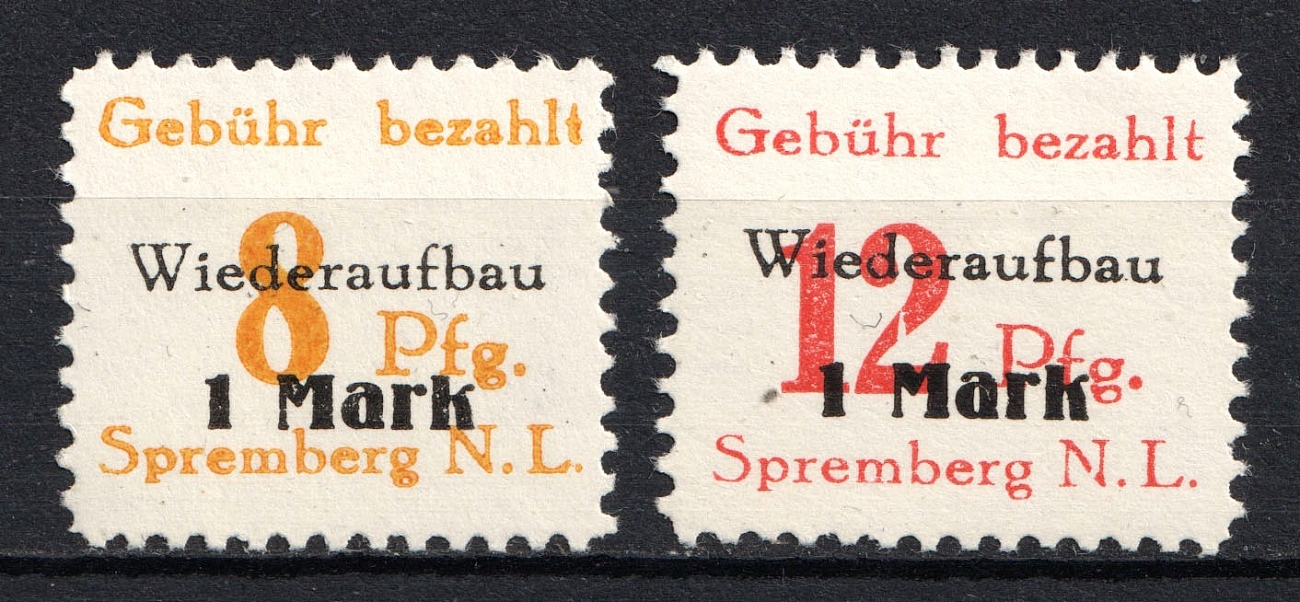 Gebühr bezahlt
Wiederaufbau
8 Pfg.
1 Mark
Spremberg N.L.
Gebühr bezahlt
Wiederaufbau
12 Pfg.
1 Mark
Spremberg N.L.